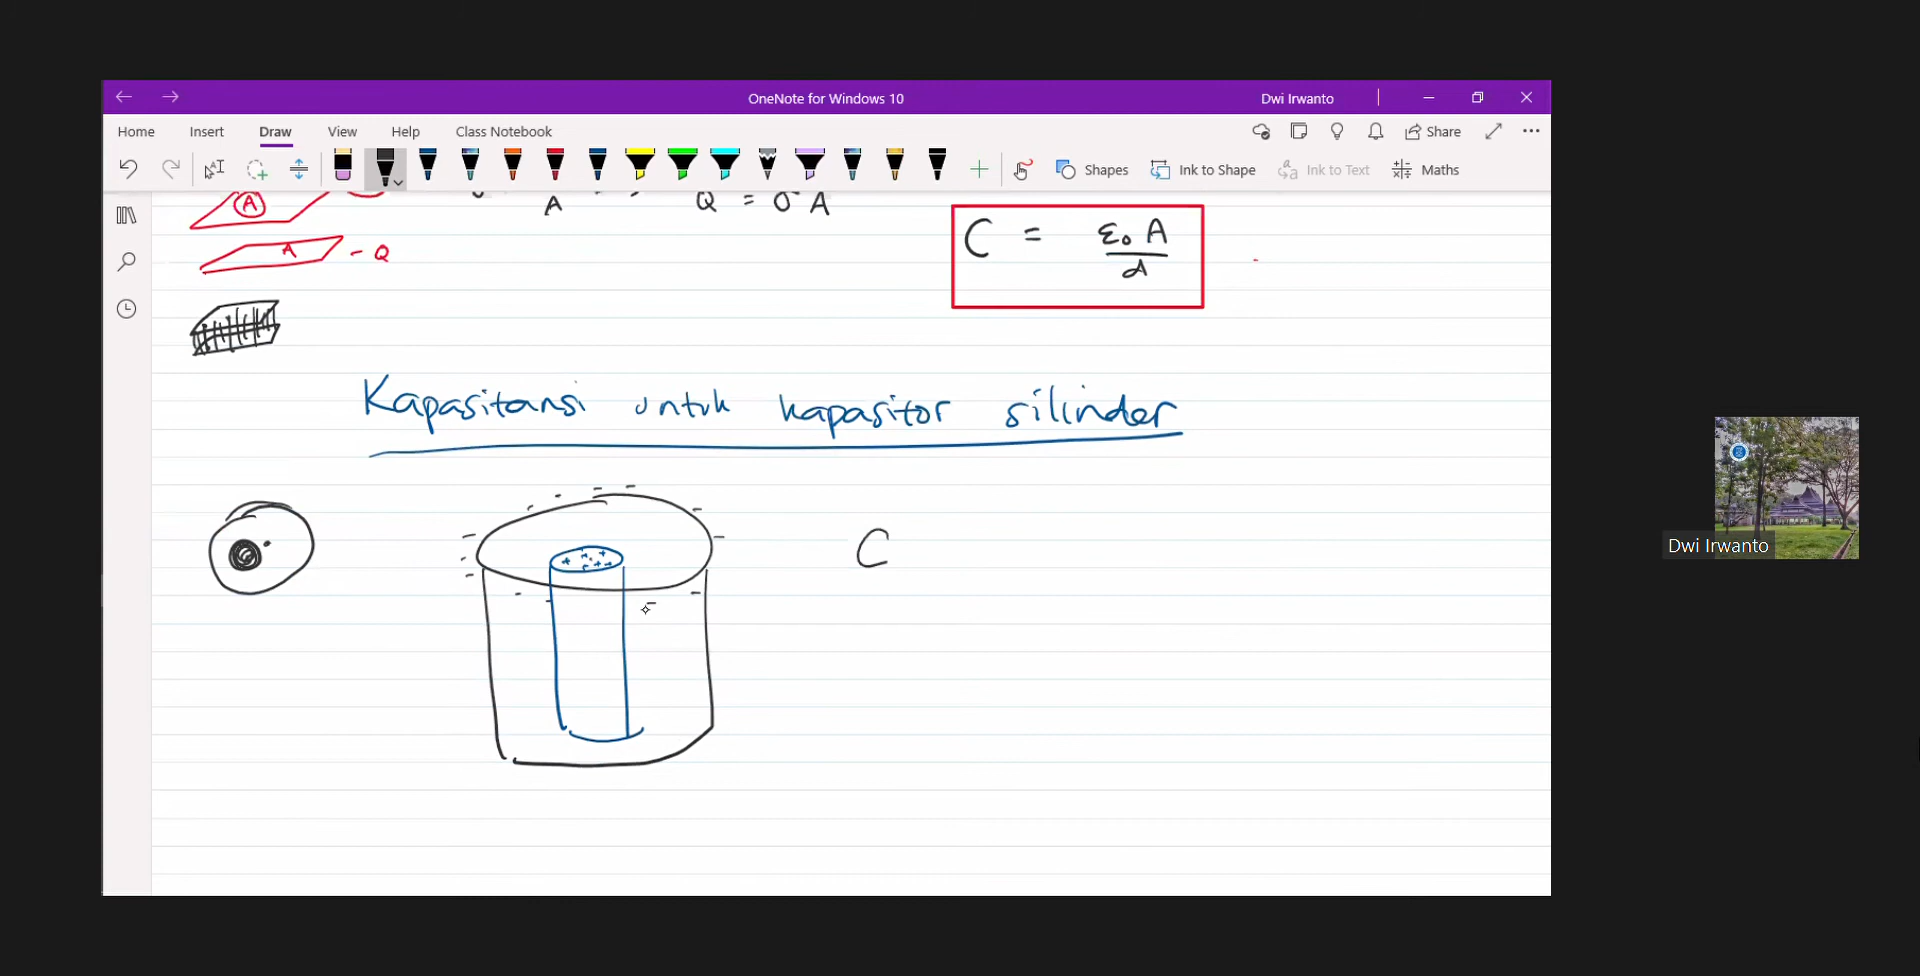 OneNote for Windows 10
Dwi Irwanto
Home Insert Draw View Help Class Notebook
Share
Shapes Ink to Shape Ink to Text Maths
A
A - Q
A
Q = σ A
C = ε₀ A / d
Kapasitansi untuk kapasitor silinder
C
Dwi Irwanto